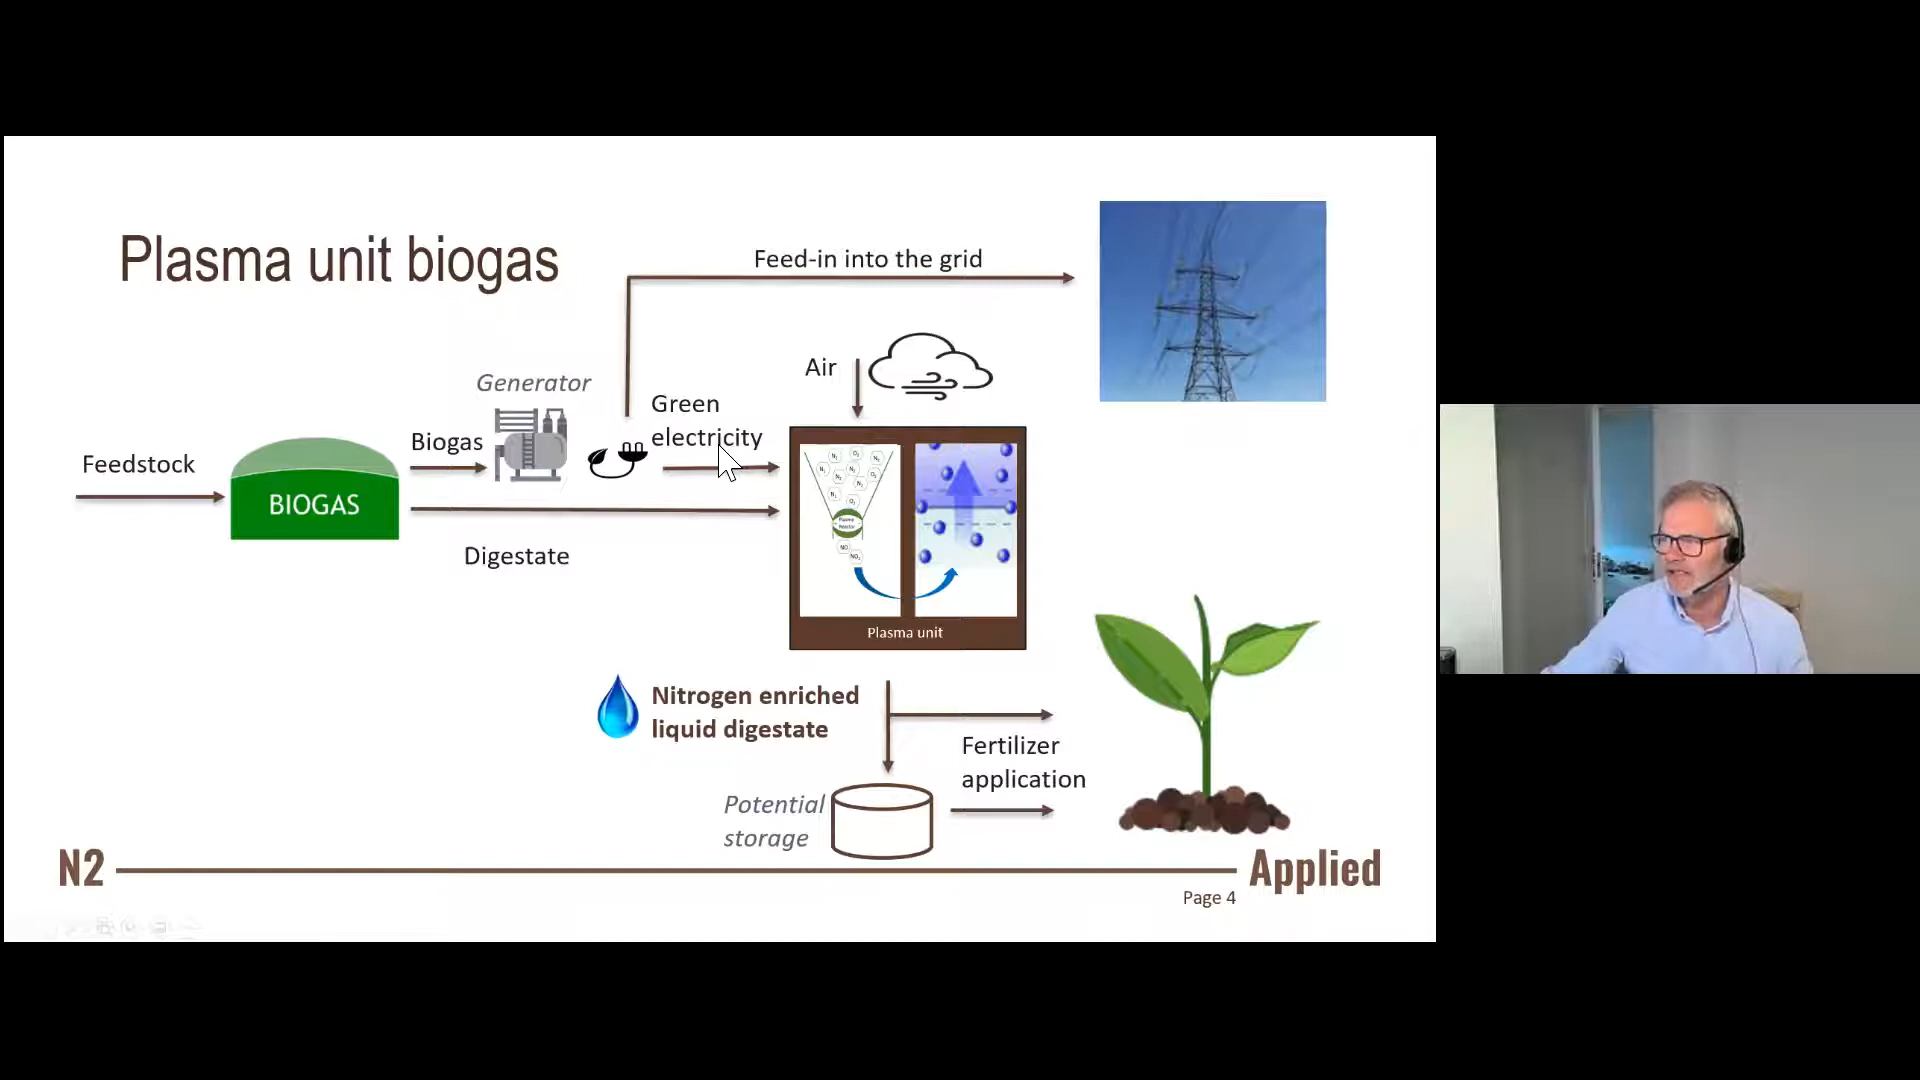 Plasma unit biogas
Feed-in into the grid
Air
Generator
Green
electricity
Biogas
Feedstock
BIOGAS
Digestate
Plasma unit
Nitrogen enriched
liquid digestate
Fertilizer
application
Potential
storage
N2
Applied
Page 4